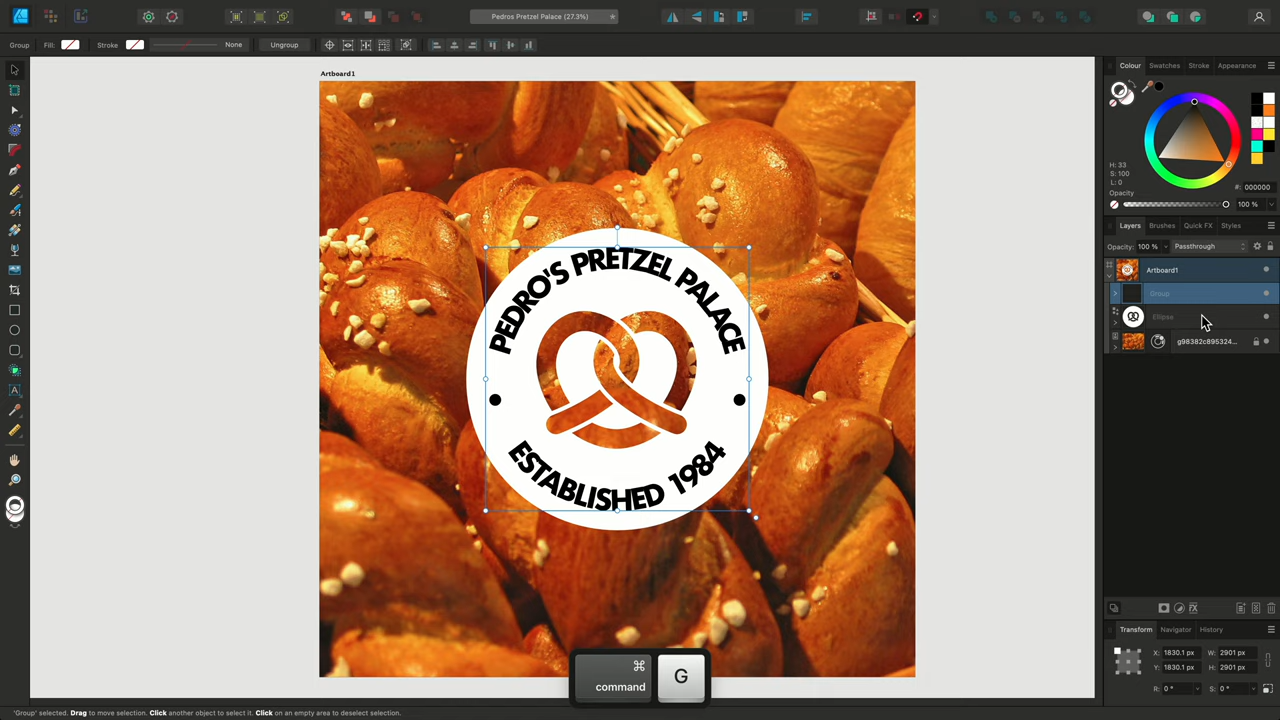 Pedros Pretzel Palace (27.3%)
Group
Fill:
Stroke
None
Ungroup
Artboard1
PEDRO'S PRETZEL PALACE
ESTABLISHED 1984
Colour
Swatches
Stroke
Appearance
H: 33
S: 100
L: 0
#: 000000
Opacity
100 %
Layers
Brushes
Quick FX
Styles
Opacity: 100 %
Passthrough
Artboard1
Group
Ellipse
g98382c895324...
Transform
Navigator
History
X: 1830.1 px
W: 2901 px
Y: 1830.1 px
H: 2901 px
R: 0 °
S: 0 °
⌘
command
G
'Group' selected. Drag to move selection. Click another object to select it. Click on an empty area to deselect selection.